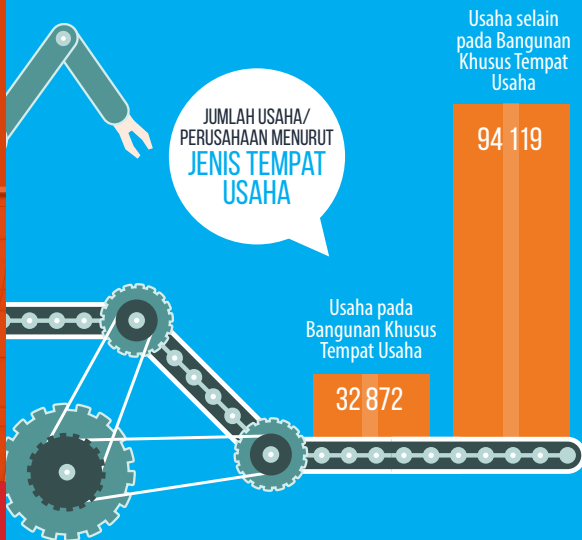 JUMLAH USAHA/
PERUSAHAAN MENURUT
JENIS TEMPAT
USAHA
Usaha pada
Bangunan Khusus
Tempat Usaha
32 872
Usaha selain
pada Bangunan
Khusus Tempat
Usaha
94 119